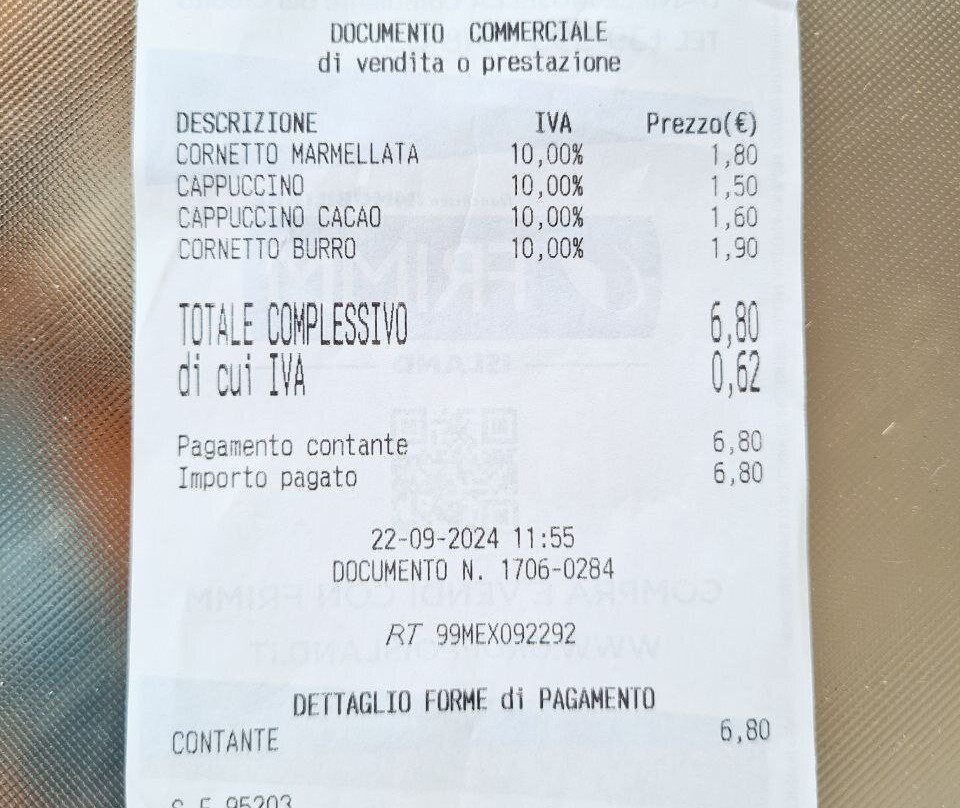 DOCUMENTO COMMERCIALE
di vendita o prestazione
DESCRIZIONE IVA Prezzo(€)
CORNETTO MARMELLATA 10,00% 1,80
CAPPUCCINO 10,00% 1,50
CAPPUCCINO CACAO 10,00% 1,60
CORNETTO BURRO 10,00% 1,90
TOTALE COMPLESSIVO 6,80
di cui IVA 0,62
Pagamento contante 6,80
Importo pagato 6,80
22-09-2024 11:55
DOCUMENTO N. 1706-0284
RT 99MEX092292
DETTAGLIO FORME di PAGAMENTO
CONTANTE 6,80